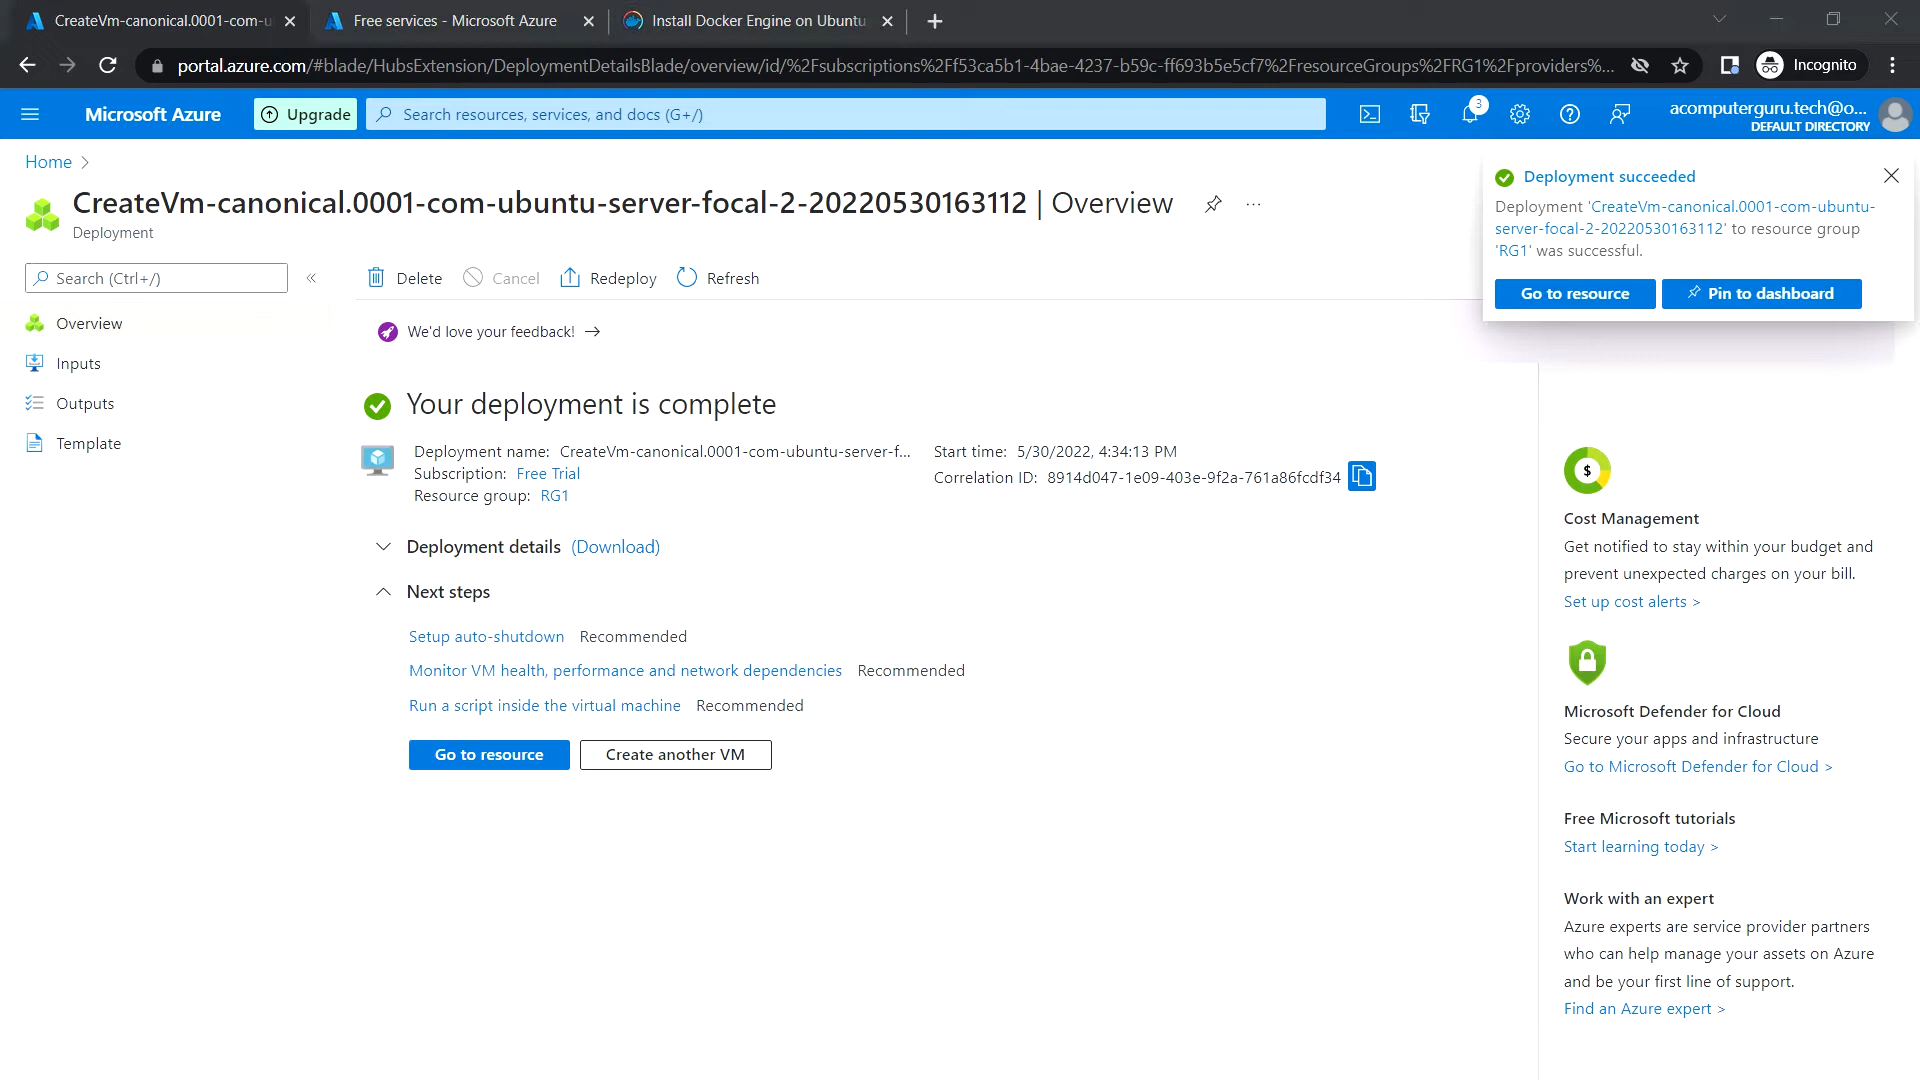 CreateVm-canonical.0001-com-u
Free services - Microsoft Azure
Install Docker Engine on Ubuntu
portal.azure.com/#blade/HubsExtension/DeploymentDetailsBlade/overview/id/%2Fsubscriptions%2Ff53ca5b1-4bae-4237-b59c-ff693b5e5cf7%2FresourceGroups%2FRG1%2Fproviders%...
Incognito
Microsoft Azure
Upgrade
Search resources, services, and docs (G+/)
3
acomputerguru.tech@o...
DEFAULT DIRECTORY
Home
CreateVm-canonical.0001-com-ubuntu-server-focal-2-20220530163112 | Overview
...
Deployment
Deployment succeeded
Deployment 'CreateVm-canonical.0001-com-ubuntu-
server-focal-2-20220530163112' to resource group
'RG1' was successful.
Go to resource
Pin to dashboard
Search (Ctrl+/)
«
Delete
Cancel
Redeploy
Refresh
Overview
Inputs
Outputs
Template
We'd love your feedback! →
Your deployment is complete
Deployment name: CreateVm-canonical.0001-com-ubuntu-server-f...
Subscription: Free Trial
Resource group: RG1
Start time: 5/30/2022, 4:34:13 PM
Correlation ID: 8914d047-1e09-403e-9f2a-761a86fcdf34
Deployment details (Download)
Next steps
Setup auto-shutdown Recommended
Monitor VM health, performance and network dependencies Recommended
Run a script inside the virtual machine Recommended
Go to resource
Create another VM
$
Cost Management
Get notified to stay within your budget and
prevent unexpected charges on your bill.
Set up cost alerts >
Microsoft Defender for Cloud
Secure your apps and infrastructure
Go to Microsoft Defender for Cloud >
Free Microsoft tutorials
Start learning today >
Work with an expert
Azure experts are service provider partners
who can help manage your assets on Azure
and be your first line of support.
Find an Azure expert >